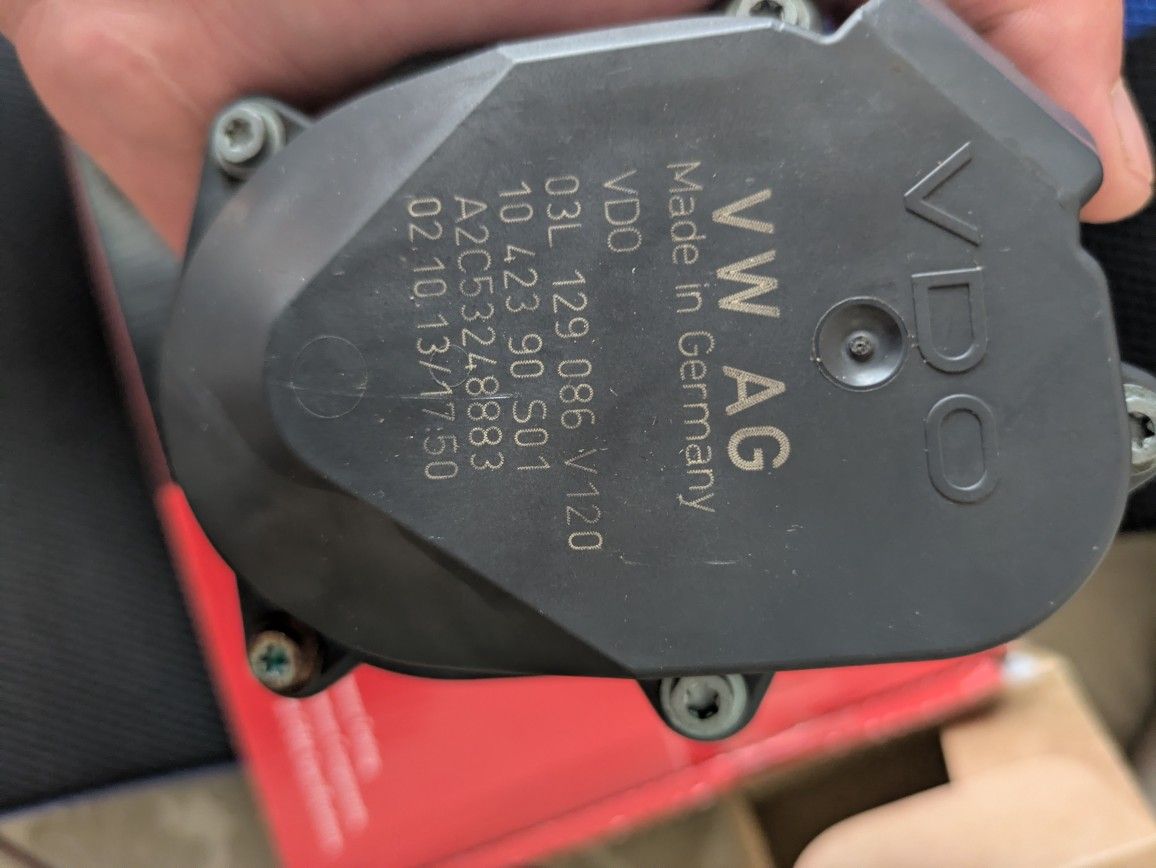 VDO
VW AG
Made in Germany
VDO
03L 129 086 V120
10 423 90 S01
A2C53248883
02.10.13/17:50